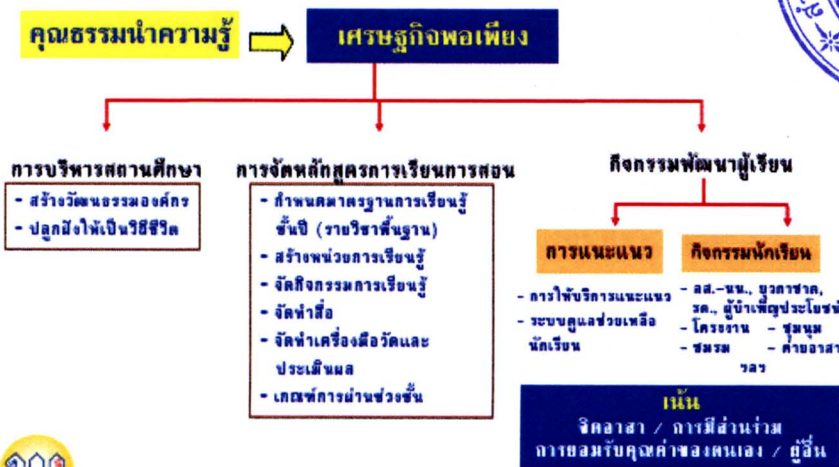 คุณธรรมนำความรู้
เศรษฐกิจพอเพียง
การบริหารสถานศึกษา
- สร้างวัฒนธรรมองค์กร
- ปลูกฝังให้เป็นวิถีชีวิต
การจัดหลักสูตรการเรียนการสอน
- กำหนดมาตรฐานการเรียนรู้
ชั้นปี (รายวิชาพื้นฐาน)
- สร้างหน่วยการเรียนรู้
- จัดกิจกรรมการเรียนรู้
- จัดทำสื่อ
- จัดทำเครื่องมือวัดและ
ประเมินผล
- เกณฑ์การผ่านช่วงชั้น
กิจกรรมพัฒนาผู้เรียน
การแนะแนว
- การให้บริการแนะแนว
- ระบบดูแลช่วยเหลือ
นักเรียน
กิจกรรมนักเรียน
- ลส.-นน., ยุวกาชาด,
รด., ผู้บำเพ็ญประโยชน์
- โครงงาน - ชุมนุม
- ชมรม - ค่ายอาสา
ฯลฯ
เน้น
จิตอาสา / การมีส่วนร่วม
การยอมรับคุณค่าของตนเอง / ผู้อื่น